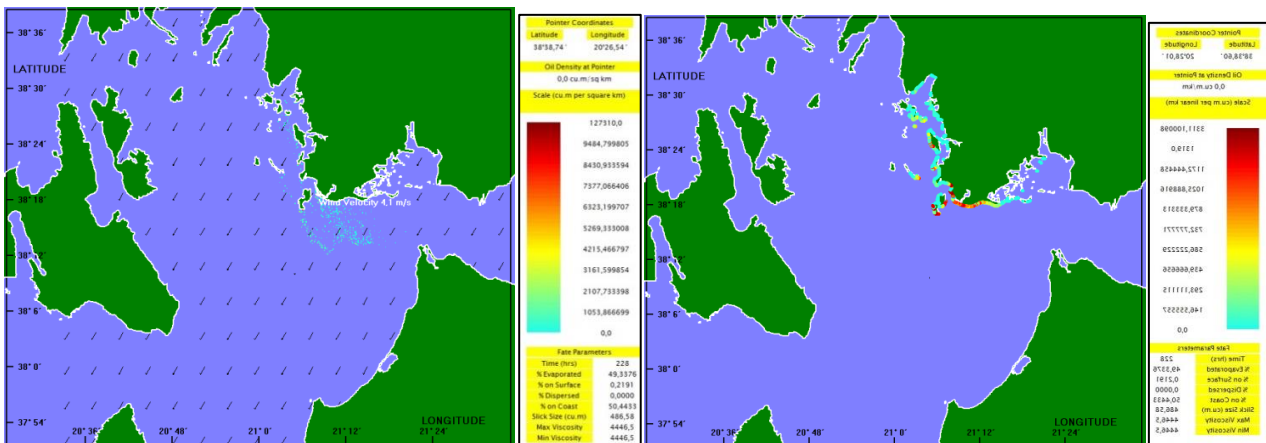 38° 36'
LATITUDE
38° 30'
38° 24'
38° 18'
38° 12'
38° 6'
38° 0'
37° 54'
Wind Velocity 4,1 m/s
LONGITUDE
20° 24' 20° 36' 20° 48' 21° 0' 21° 12' 21° 24'
Pointer Coordinates
Latitude Longitude
38°38,74´ 20°26,54´
Oil Density at Pointer
0,0 cu.m/sq km
Scale (cu.m per square km)
127310,0
9484,799805
8430,933594
7377,066406
6323,199707
5269,333008
4215,466797
3161,599854
2107,733398
1053,866699
0,0
Fate Parameters
Time (hrs) 228
% Evaporated 49,3376
% on Surface 0,2191
% Dispersed 0,0000
% on Coast 50,4433
Slick Size (cu.m) 486,58
Max Viscosity 4446,5
Min Viscosity 4446,5
38° 36'
LATITUDE
38° 30'
38° 24'
38° 18'
38° 12'
38° 6'
38° 0'
37° 54'
LONGITUDE
20° 24' 20° 36' 20° 48' 21° 0' 21° 12' 21° 24'
Pointer Coordinates
Latitude Longitude
38°38,60´ 20°28,01´
Oil Density at Pointer
0,0 cu.m/km
Scale (cu.m per linear km)
3311,100098
1319,0
1172,444458
1025,888916
879,333313
732,777771
586,222229
439,666656
293,111115
146,555557
0,0
Fate Parameters
Time (hrs) 228
% Evaporated 49,3376
% on Surface 0,2191
% Dispersed 0,0000
% on Coast 50,4433
Slick Size (cu.m) 486,58
Max Viscosity 4446,5
Min Viscosity 4446,5